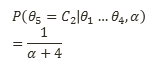 P(θ₅ = C₂|θ₁ … θ₄, α)
= 1
α + 4